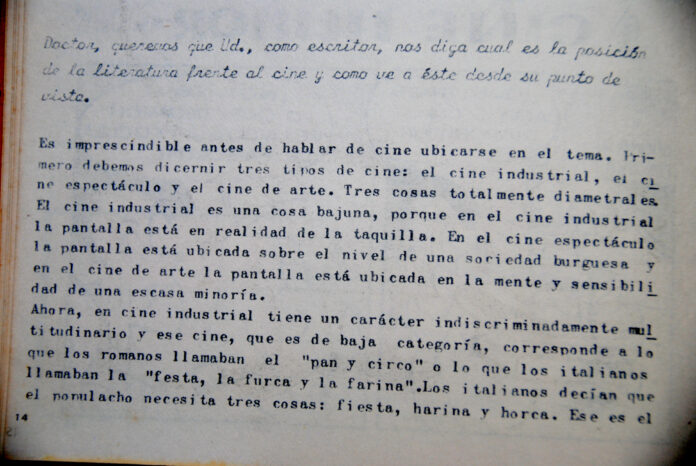 Doctor, queremos que Ud., como escritor, nos diga cual es la posición
de la literatura frente al cine y como ve a éste desde su punto de
vista.
Es imprescindible antes de hablar de cine ubicarse en el tema. Pri-
mero debemos dicernir tres tipos de cine: el cine industrial, el ci
ne espectáculo y el cine de arte. Tres cosas totalmente diametrales.
El cine industrial es una cosa bajuna, porque en el cine industrial
la pantalla está en realidad de la taquilla. En el cine espectáculo
la pantalla está ubicada sobre el nivel de una sociedad burguesa y
en el cine de arte la pantalla está ubicada en la mente y sensibili
dad de una escasa minoría.
Ahora, en cine industrial tiene un carácter indiscriminadamente mul
titudinario y ese cine, que es de baja categoría, corresponde a lo
que los romanos llamaban el "pan y circo" o lo que los italianos
llamaban la "festa, la furca y la farina".Los italianos decían que
el populacho necesita tres cosas: fiesta, harina y horca. Ese es el
14